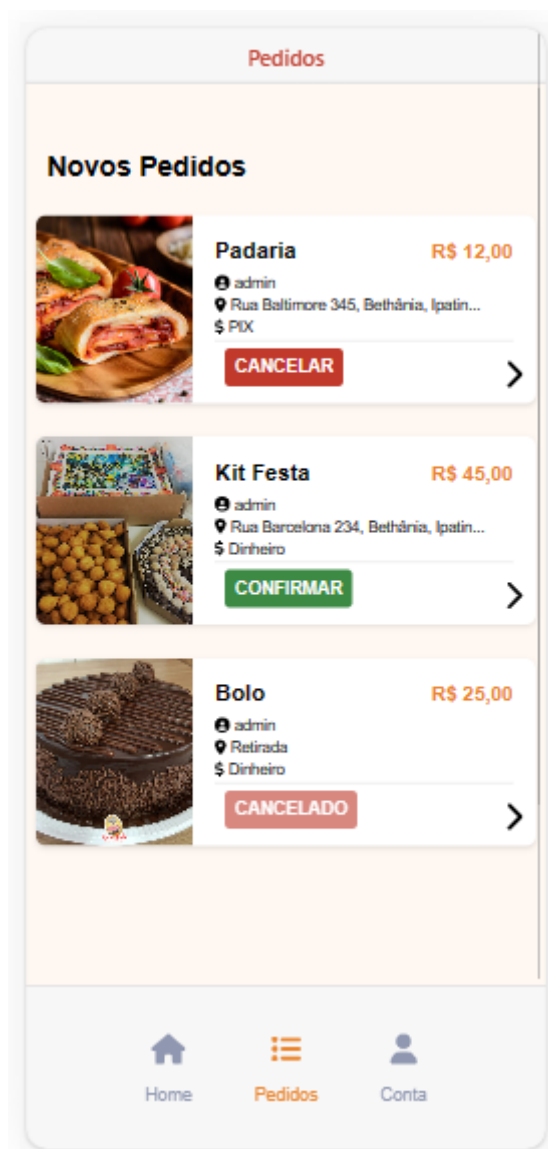 Pedidos
Novos Pedidos
Padaria R$ 12,00
admin
Rua Baltimore 345, Bethânia, Ipatin...
$ PIX
CANCELAR
Kit Festa R$ 45,00
admin
Rua Barcelona 234, Bethânia, Ipatin...
$ Dinheiro
CONFIRMAR
Bolo R$ 25,00
admin
Retirada
$ Dinheiro
CANCELADO
Home Pedidos Conta